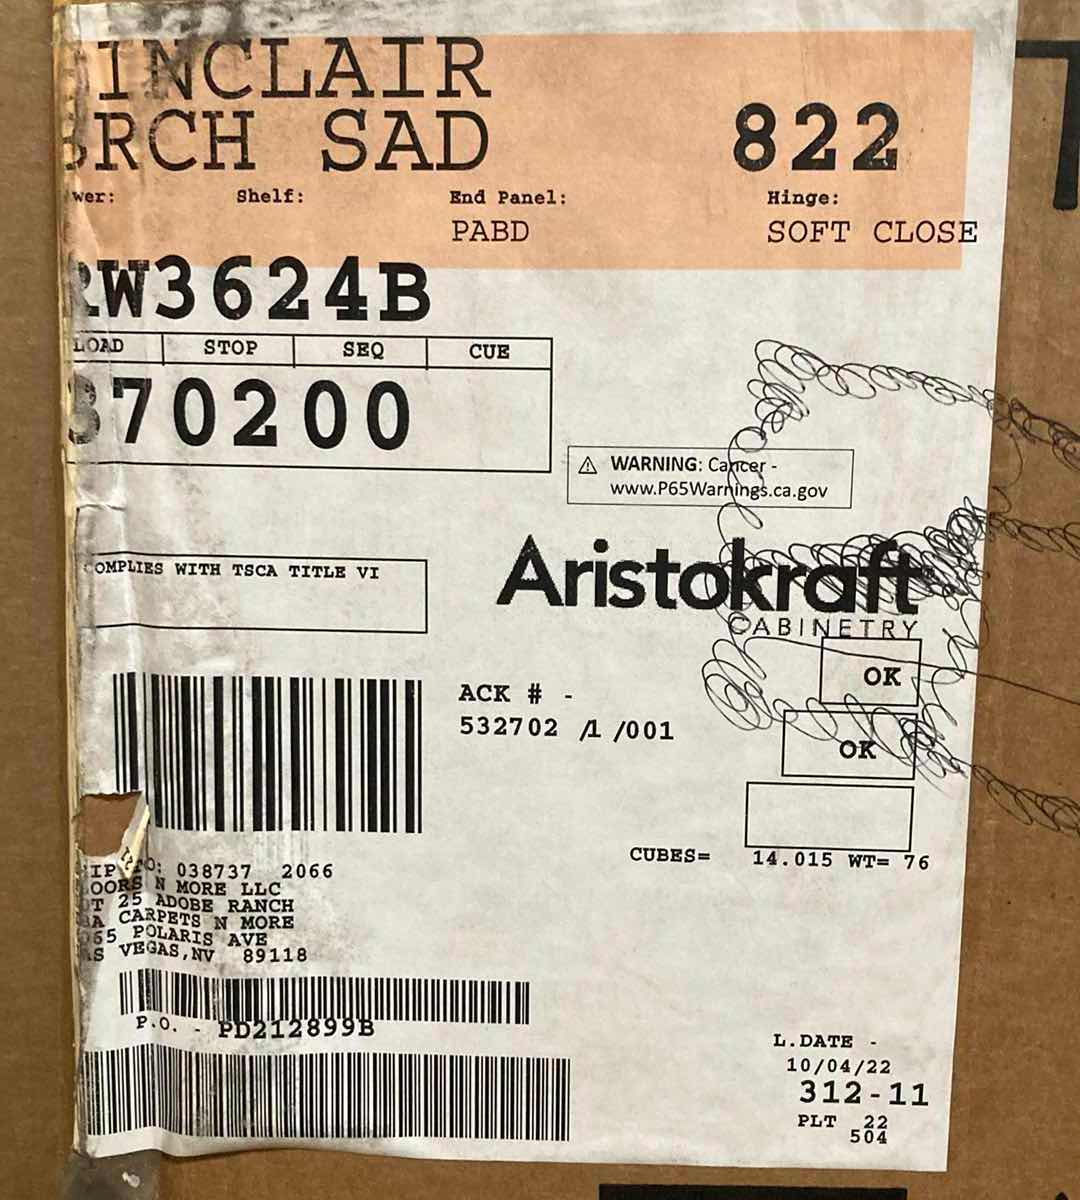 INCLAIR
RCH SAD 822
wer: Shelf: End Panel: Hinge:
PABD SOFT CLOSE
W3624B
LOAD STOP SEQ CUE
70200
WARNING: Cancer -
www.P65Warnings.ca.gov
COMPLIES WITH TSCA TITLE VI
Aristokraft
CABINETRY
OK
ACK # -
532702 /1 /001
OK
CUBES= 14.015 WT= 76
IP TO: 038737 2066
OORS N MORE LLC
T 25 ADOBE RANCH
A CARPETS N MORE
65 POLARIS AVE
AS VEGAS,NV 89118
P.O. - PD212899B
L.DATE -
10/04/22
312-11
PLT 22
504